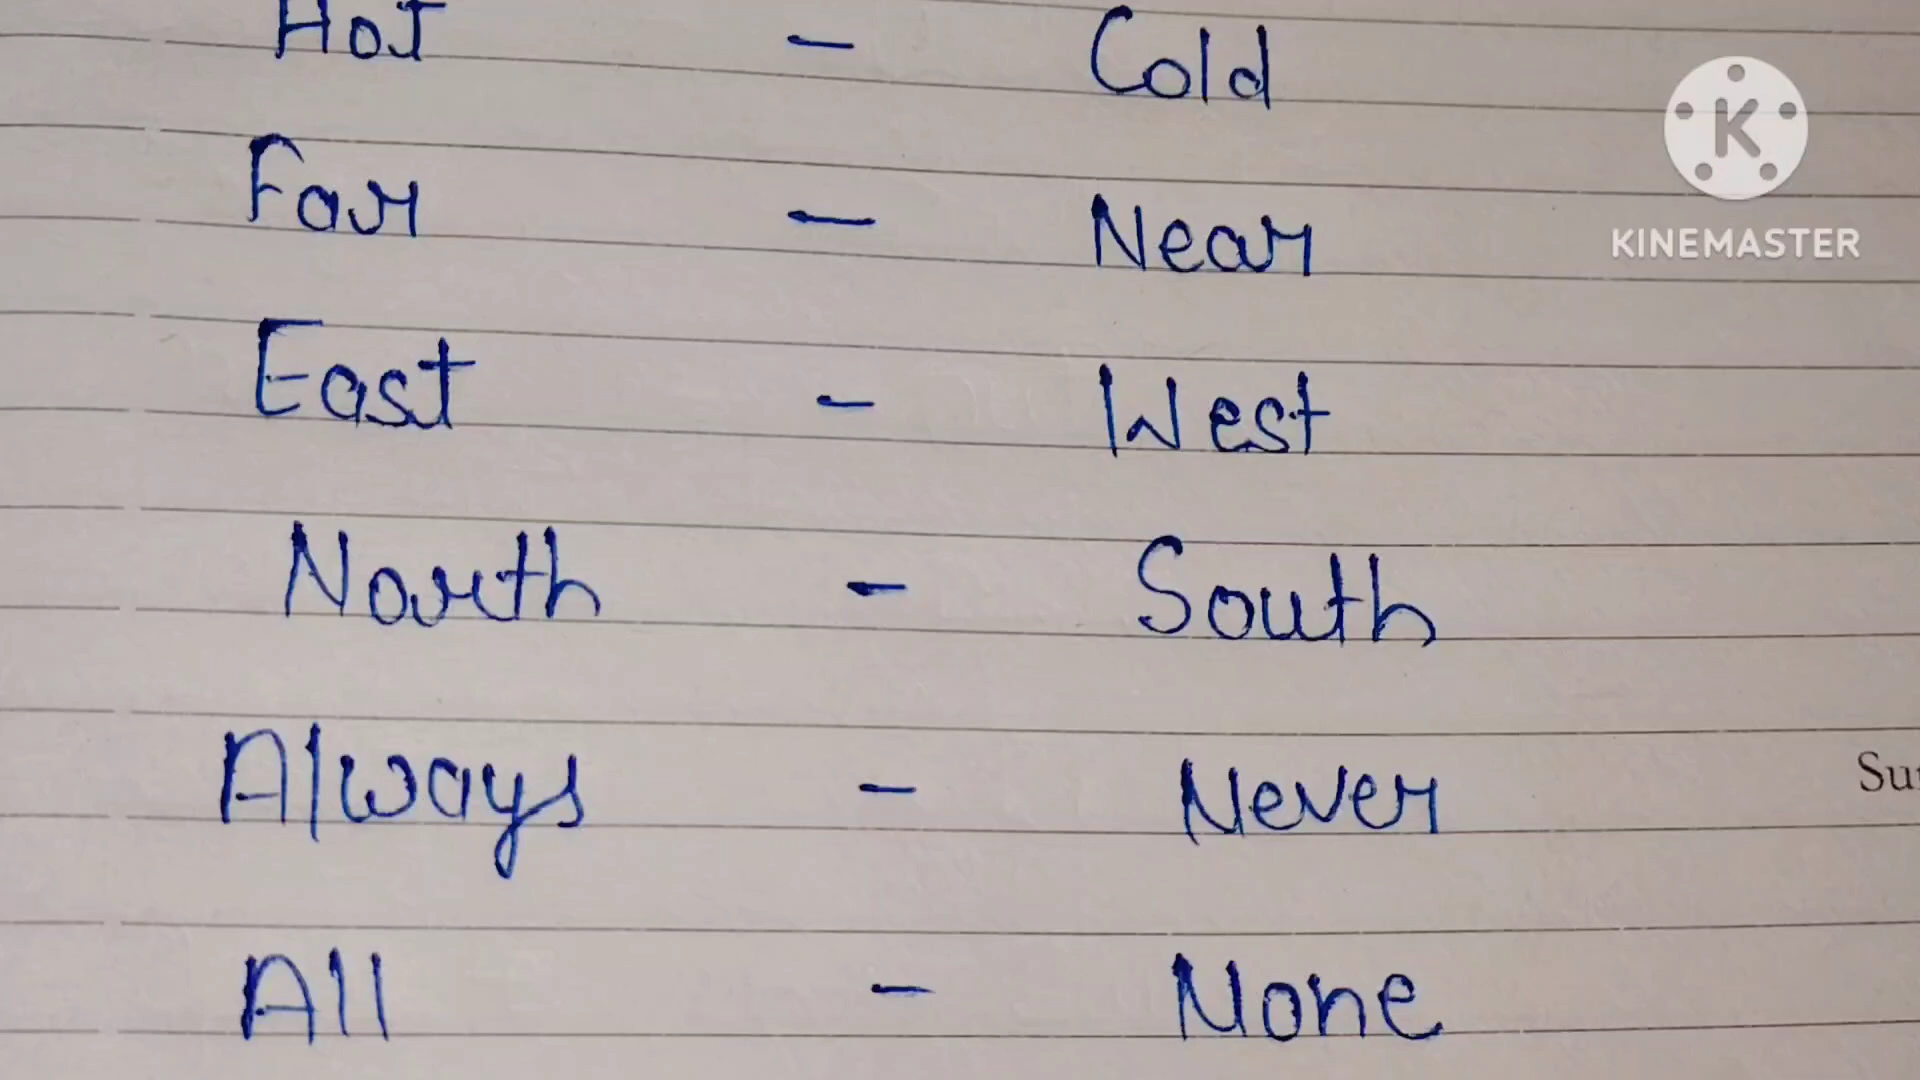 Hot - Cold
Far - Near
East - West
North - South
Always - Never
All - None
KINEMASTER